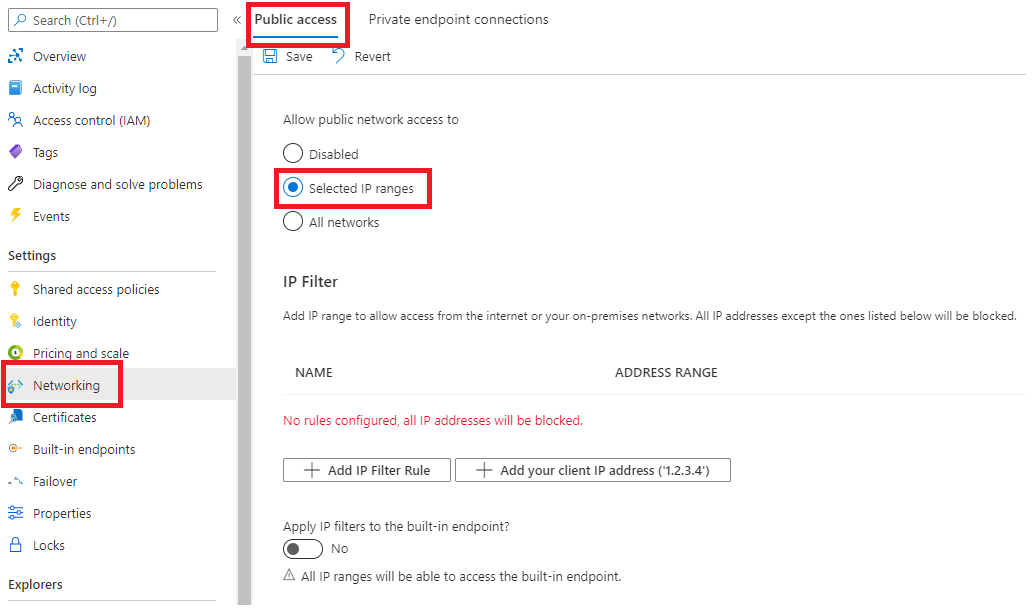 Search (Ctrl+/)
«
Overview
Activity log
Access control (IAM)
Tags
Diagnose and solve problems
Events
Settings
Shared access policies
Identity
Pricing and scale
Networking
Certificates
Built-in endpoints
Failover
Properties
Locks
Explorers
Public access
Private endpoint connections
Save
Revert
Allow public network access to
Disabled
Selected IP ranges
All networks
IP Filter
Add IP range to allow access from the internet or your on-premises networks. All IP addresses except the ones listed below will be blocked.
NAME
ADDRESS RANGE
No rules configured, all IP addresses will be blocked.
+ Add IP Filter Rule
+ Add your client IP address ('1.2.3.4')
Apply IP filters to the built-in endpoint?
No
All IP ranges will be able to access the built-in endpoint.